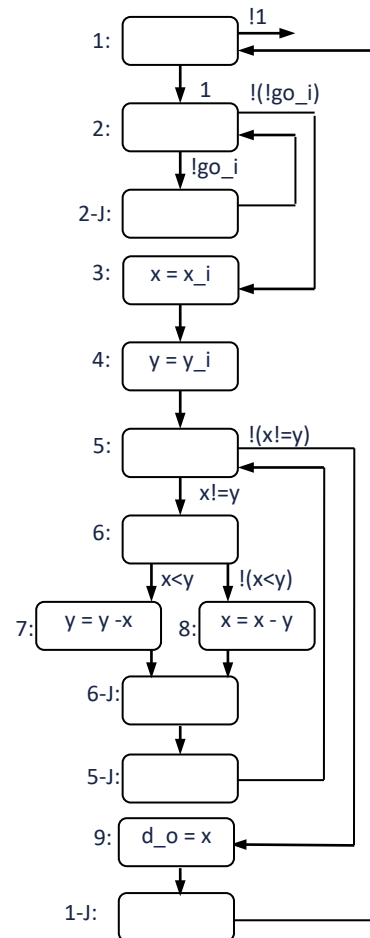 !1
1:
1
!(!go_i)
2:
!go_i
2-J:
3: x = x_i
4: y = y_i
5: !(x!=y)
x!=y
6:
x<y !(x<y)
7: y = y -x 8: x = x - y
6-J:
5-J:
9: d_o = x
1-J: